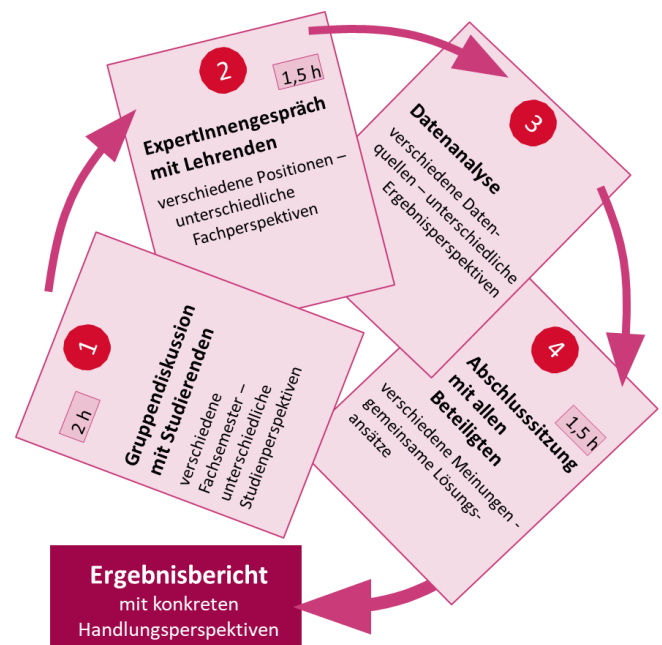 1
2 h
Gruppendiskussion
mit Studierenden
verschiedene
Fachsemester –
unterschiedliche
Studienperspektiven
2
1,5 h
ExpertInnengespräch
mit Lehrenden
verschiedene Positionen –
unterschiedliche
Fachperspektiven
3
Datenanalyse
verschiedene Daten-
quellen – unterschiedliche
Ergebnisperspektiven
4
1,5 h
Abschlusssitzung
mit allen
Beteiligten
verschiedene Meinungen -
gemeinsame Lösungs-
ansätze
Ergebnisbericht
mit konkreten
Handlungsperspektiven